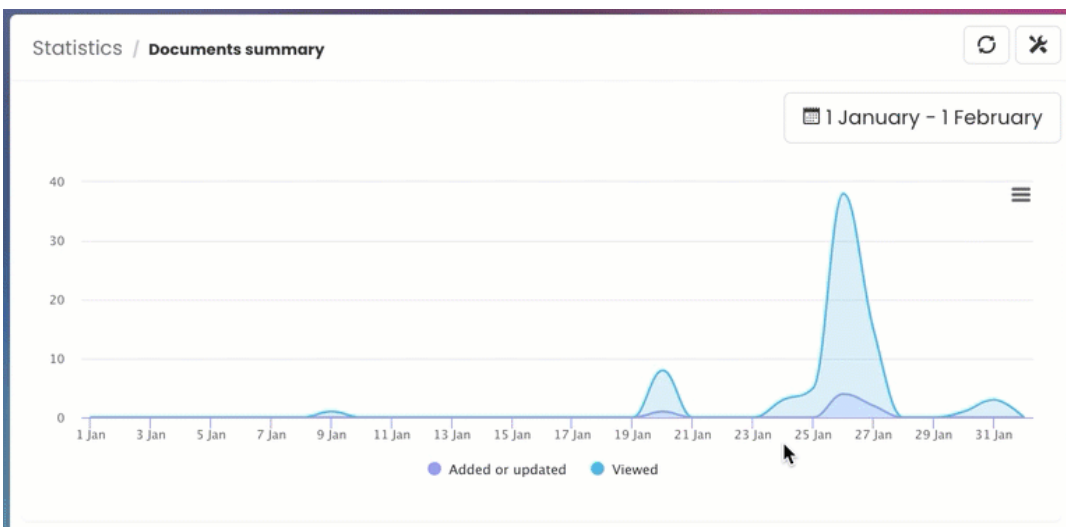 Statistics / Documents summary
1 January - 1 February
40
30
20
10
0
1 Jan 3 Jan 5 Jan 7 Jan 9 Jan 11 Jan 13 Jan 15 Jan 17 Jan 19 Jan 21 Jan 23 Jan 25 Jan 27 Jan 29 Jan 31 Jan
Added or updated Viewed